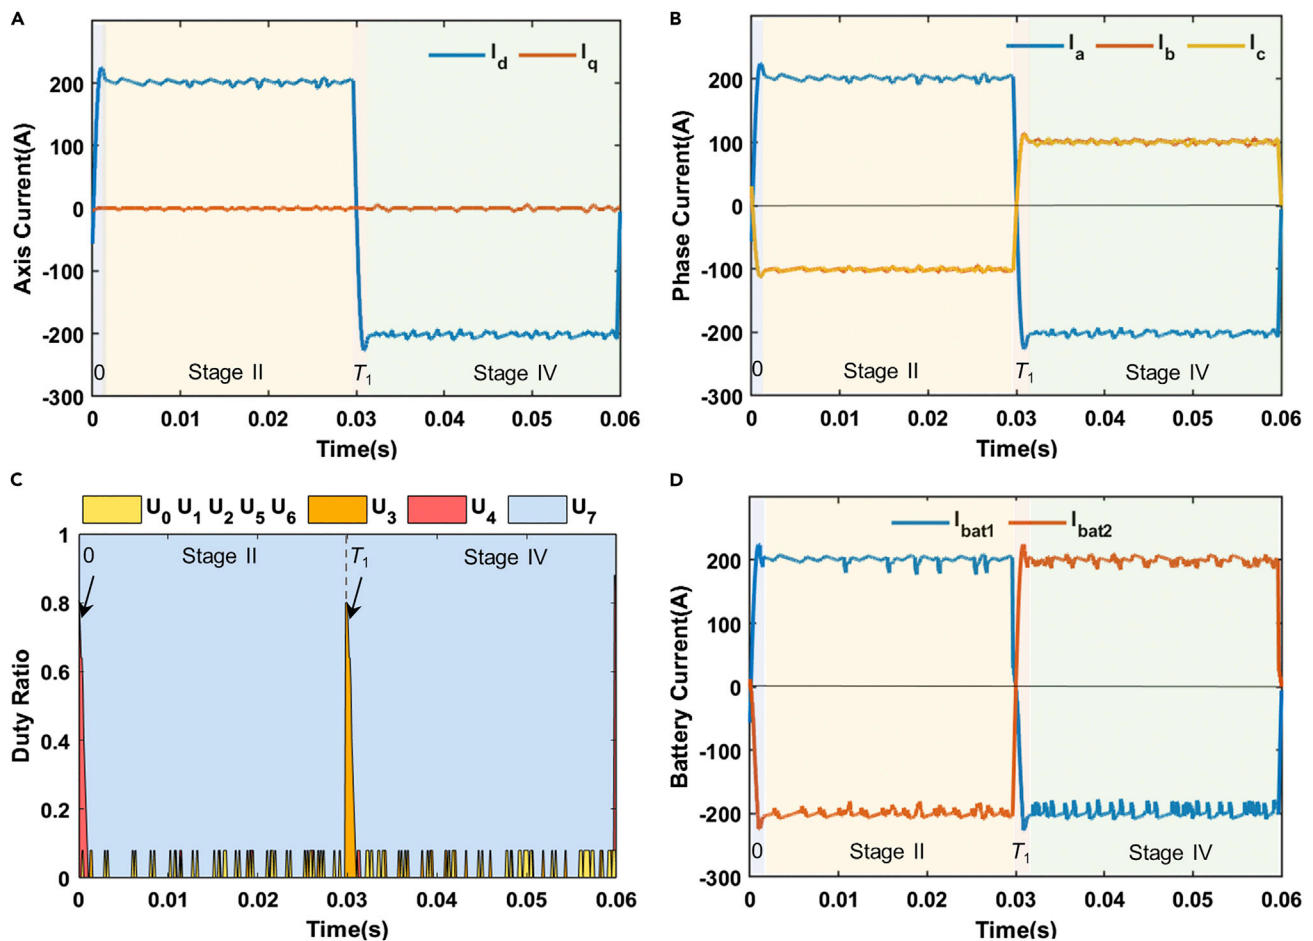 A
I_d I_q
200
100
0
-100
-200
-300
Axis Current(A)
0 Stage II T_1 Stage IV
0 0.01 0.02 0.03 0.04 0.05 0.06
Time(s)
B
I_a I_b I_c
200
100
0
-100
-200
-300
Phase Current(A)
0 Stage II T_1 Stage IV
0 0.01 0.02 0.03 0.04 0.05 0.06
Time(s)
C
U_0 U_1 U_2 U_5 U_6 U_3 U_4 U_7
1
0.8
0.6
0.4
0.2
0
Duty Ratio
0 Stage II T_1 Stage IV
0 0.01 0.02 0.03 0.04 0.05 0.06
Time(s)
D
I_bat1 I_bat2
200
100
0
-100
-200
-300
Battery Current(A)
0 Stage II T_1 Stage IV
0 0.01 0.02 0.03 0.04 0.05 0.06
Time(s)